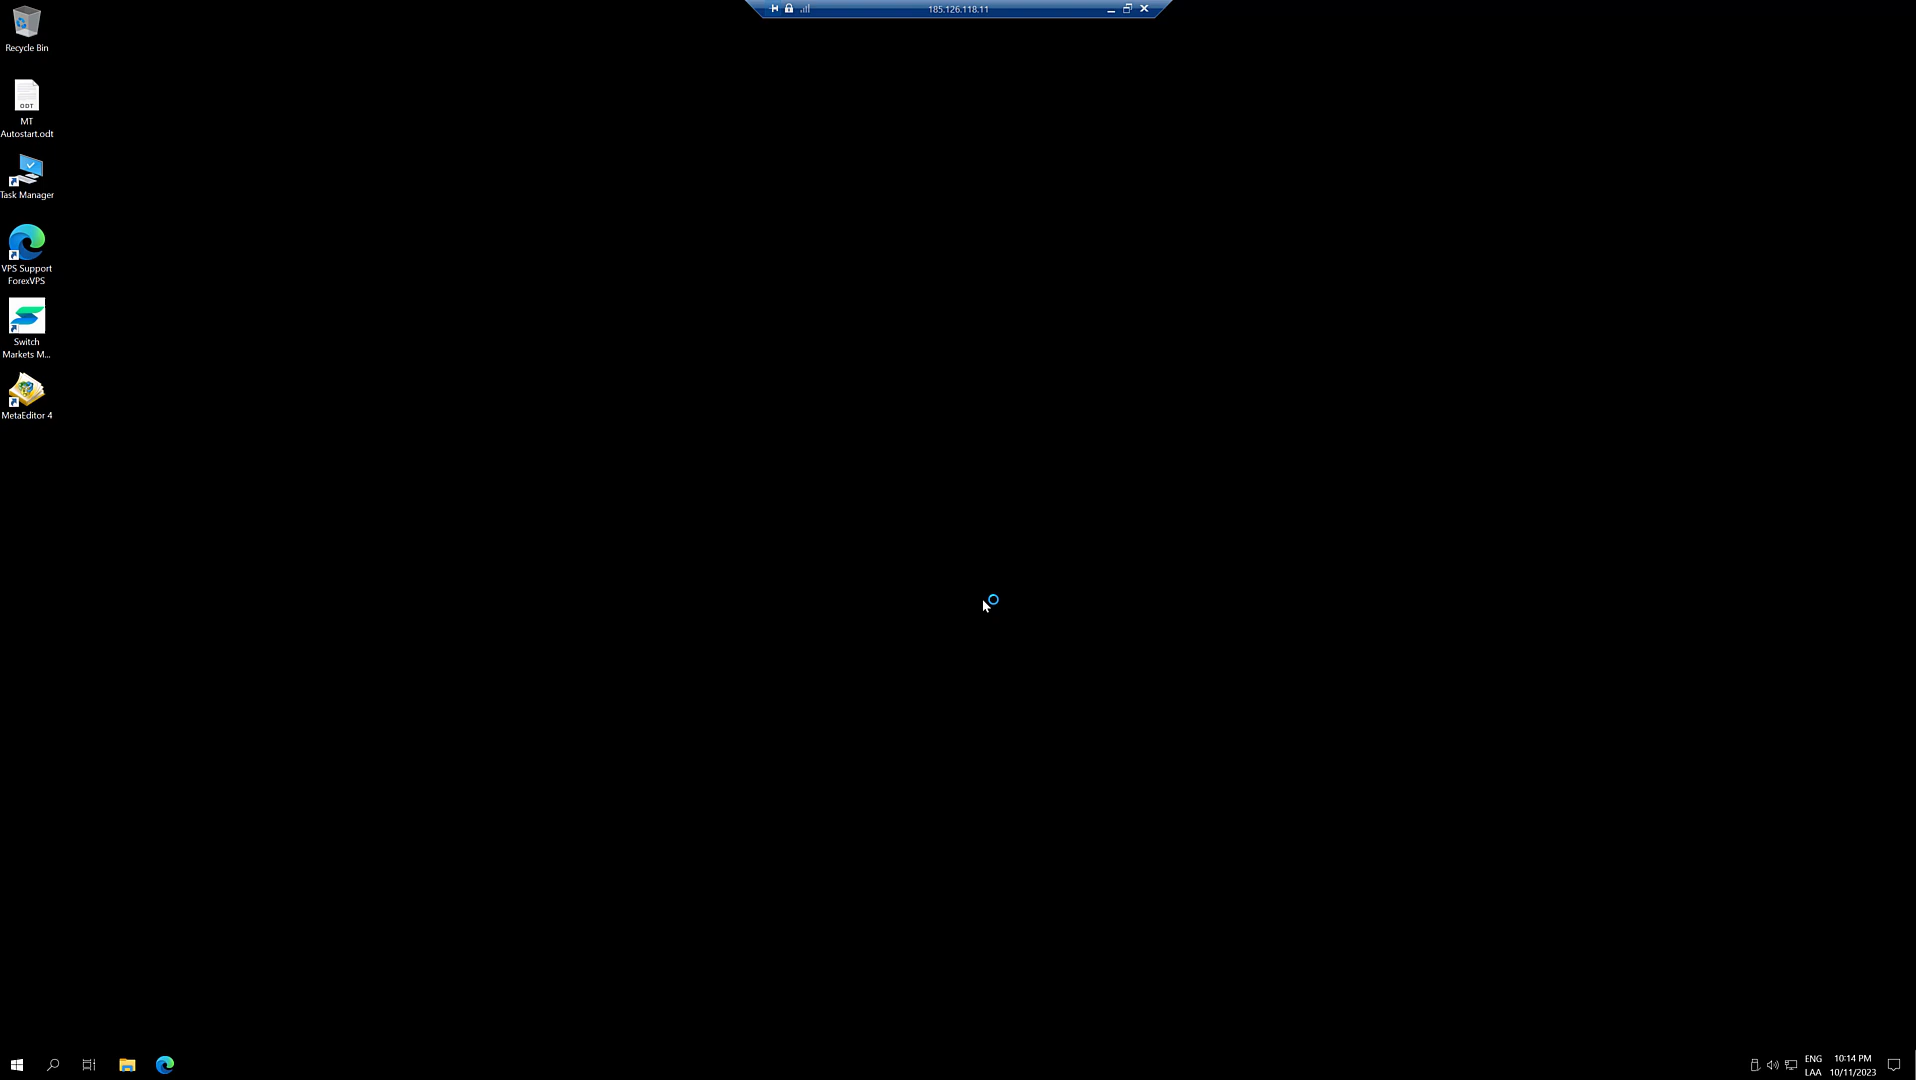 185.126.118.11
Recycle Bin
ODT
MT
Autostart.odt
Task Manager
VPS Support
ForexVPS
Switch
Markets M...
MetaEditor 4
ENG
LAA
10:14 PM
10/11/2023